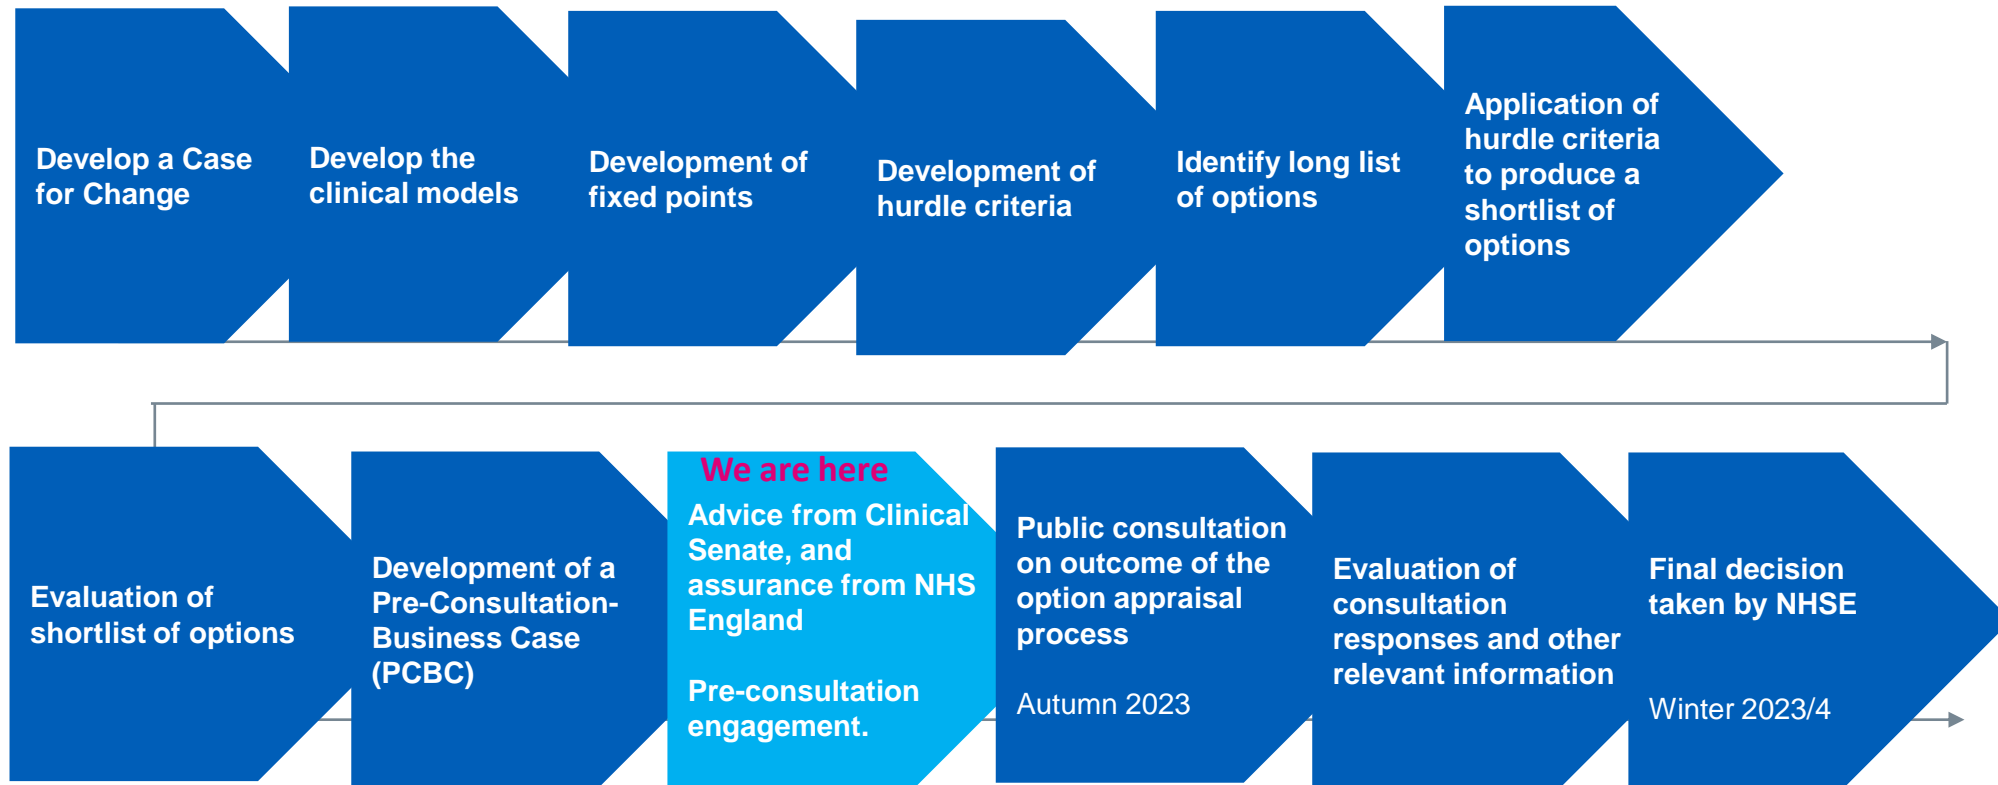 Develop a Case
for Change
Develop the
clinical models
Development of
fixed points
Development of
hurdle criteria
Identify long list
of options
Application of
hurdle criteria
to produce a
shortlist of
options
Evaluation of
shortlist of options
Development of a
Pre-Consultation-
Business Case
(PCBC)
We are here
Advice from Clinical
Senate, and
assurance from NHS
England
Pre-consultation
engagement.
Public consultation
on outcome of the
option appraisal
process
Autumn 2023
Evaluation of
consultation
responses and other
relevant information
Final decision
taken by NHSE
Winter 2023/4